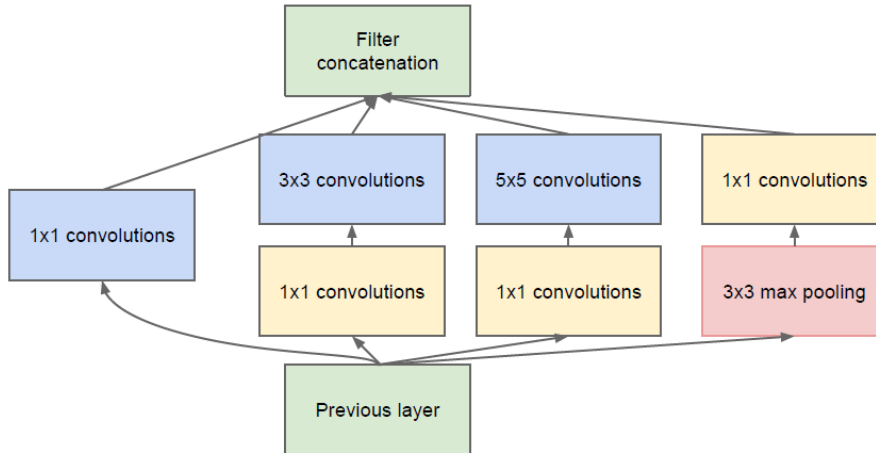 Filter
concatenation
3x3 convolutions
5x5 convolutions
1x1 convolutions
1x1 convolutions
1x1 convolutions
1x1 convolutions
3x3 max pooling
Previous layer